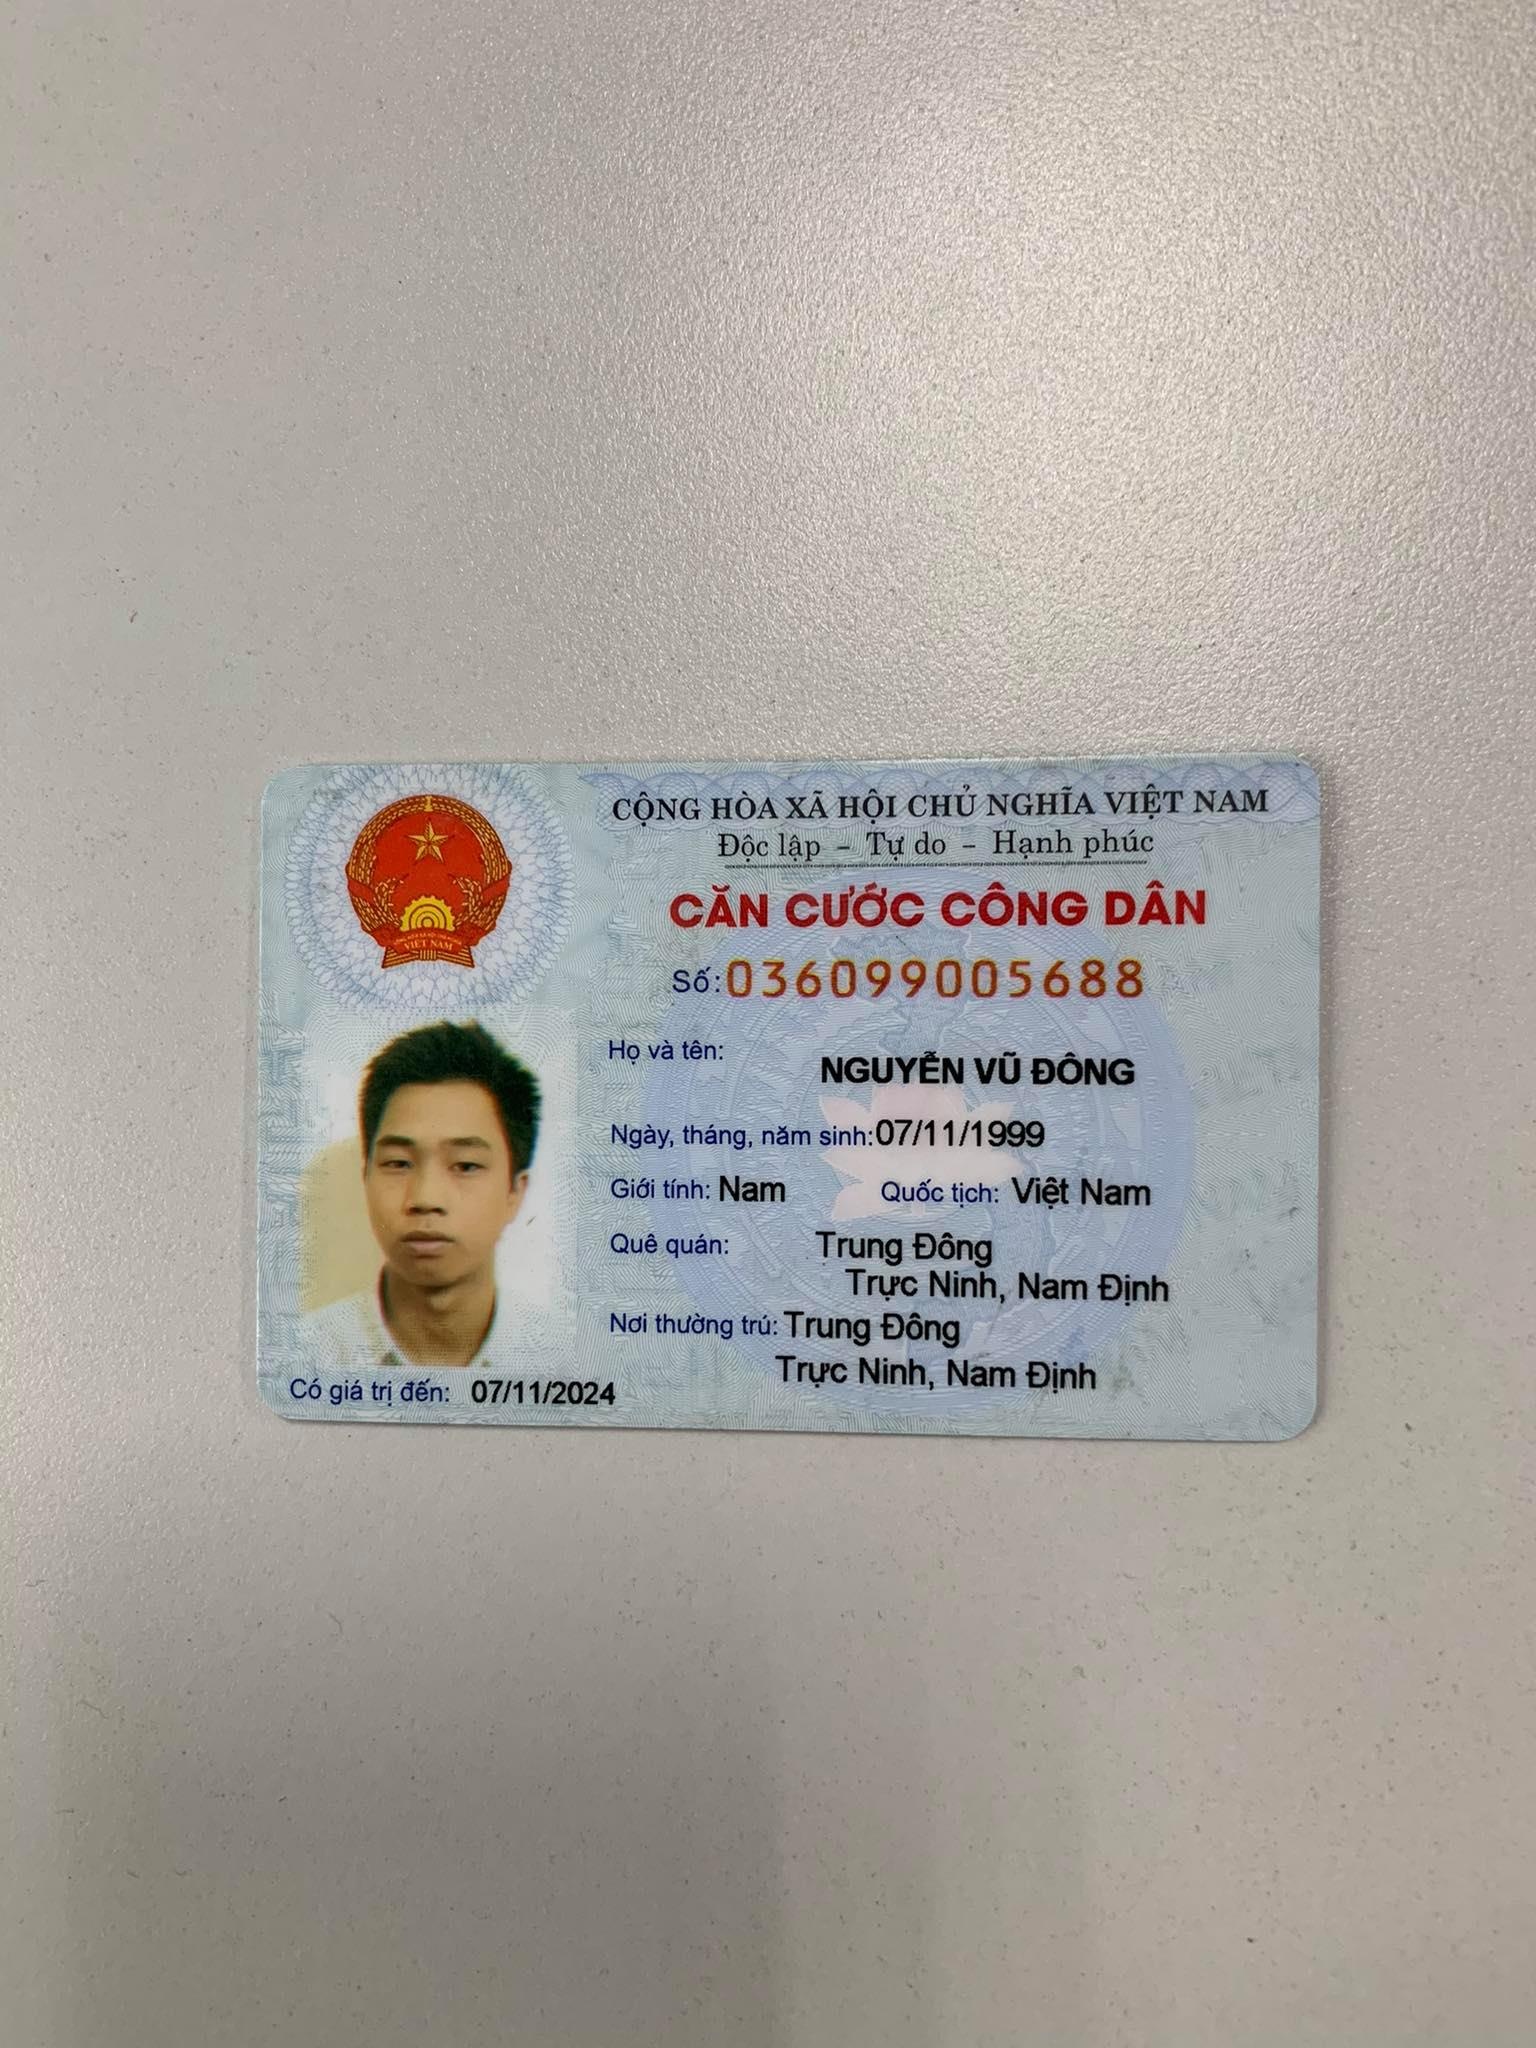 CỘNG HÒA XÃ HỘI CHỦ NGHĨA VIỆT NAM
Độc lập – Tự do – Hạnh phúc
CĂN CƯỚC CÔNG DÂN
Số: 036099005688
Họ và tên: NGUYỄN VŨ ĐÔNG
Ngày, tháng, năm sinh: 07/11/1999
Giới tính: Nam Quốc tịch: Việt Nam
Quê quán: Trung Đông
Trực Ninh, Nam Định
Nơi thường trú: Trung Đông
Trực Ninh, Nam Định
Có giá trị đến: 07/11/2024
VIỆT NAM